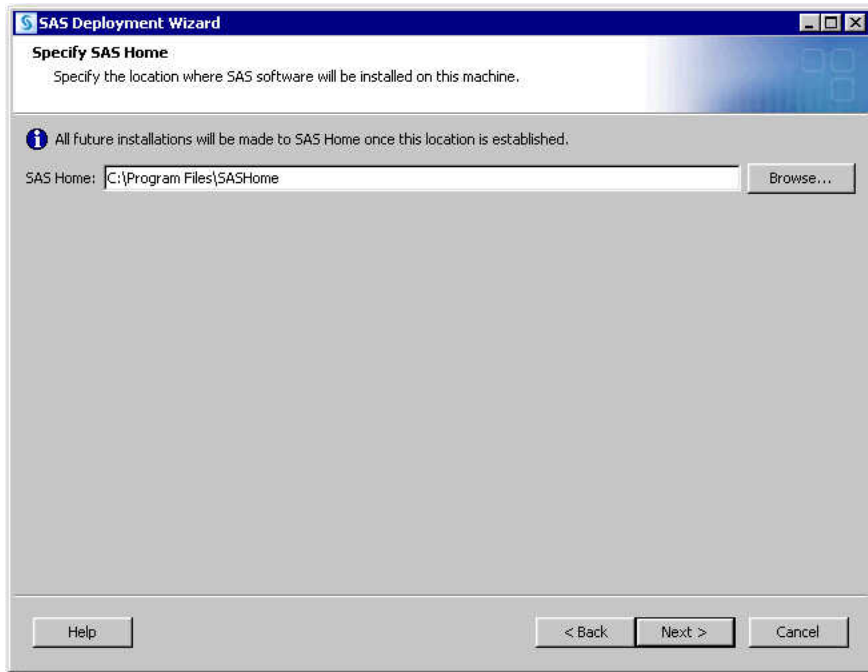 SAS Deployment Wizard
Specify SAS Home
Specify the location where SAS software will be installed on this machine.
All future installations will be made to SAS Home once this location is established.
SAS Home: C:\Program Files\SASHome Browse...
Help < Back Next > Cancel